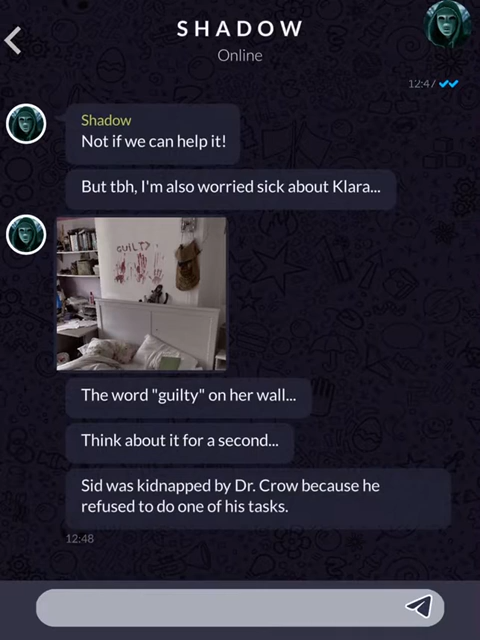 SHADOW
Online
12:47
Shadow
Not if we can help it!
But tbh, I'm also worried sick about Klara...
GUILTY
The word "guilty" on her wall...
Think about it for a second...
Sid was kidnapped by Dr. Crow because he
refused to do one of his tasks.
12:48